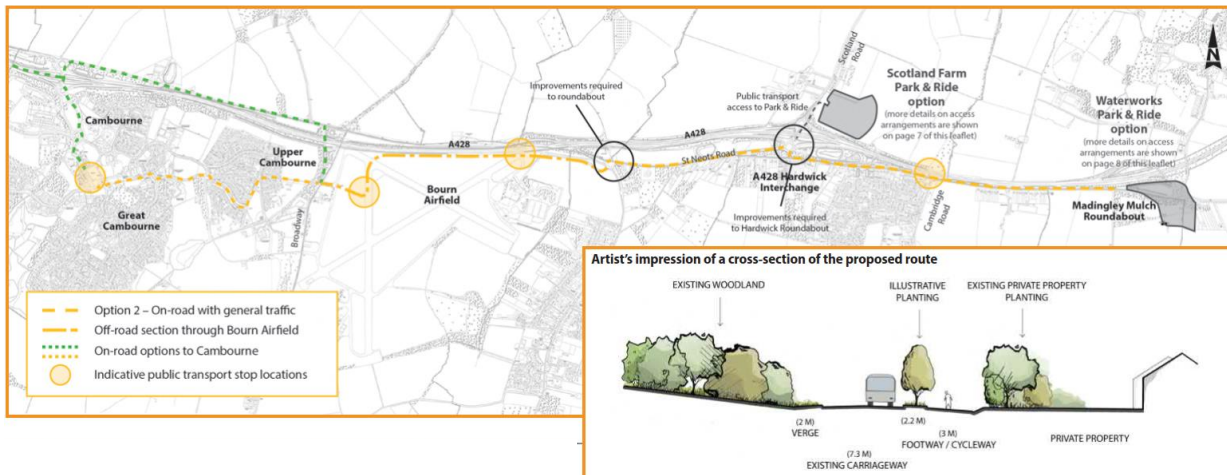 N
Scotland
Road
Cambourne
Upper
Cambourne
Great
Cambourne
Broadway
A428
Bourn
Airfield
Improvements required
to roundabout
A428
St Neots Road
Public transport
access to Park & Ride
Scotland Farm
Park & Ride
option
(more details on access
arrangements are shown
on page 7 of this leaflet)
A428 Hardwick
Interchange
Improvements required
to Hardwick Roundabout
Cambridge
Road
Waterworks
Park & Ride
option
(more details on access
arrangements are shown
on page 8 of this leaflet)
Madingley Mulch
Roundabout
Option 2 – On-road with general traffic
Off-road section through Bourn Airfield
On-road options to Cambourne
Indicative public transport stop locations
Artist's impression of a cross-section of the proposed route
EXISTING WOODLAND
ILLUSTRATIVE
PLANTING
EXISTING PRIVATE PROPERTY
PLANTING
(2 M)
VERGE
(7.3 M)
EXISTING CARRIAGEWAY
(2.2 M)
(3 M)
FOOTWAY / CYCLEWAY
PRIVATE PROPERTY